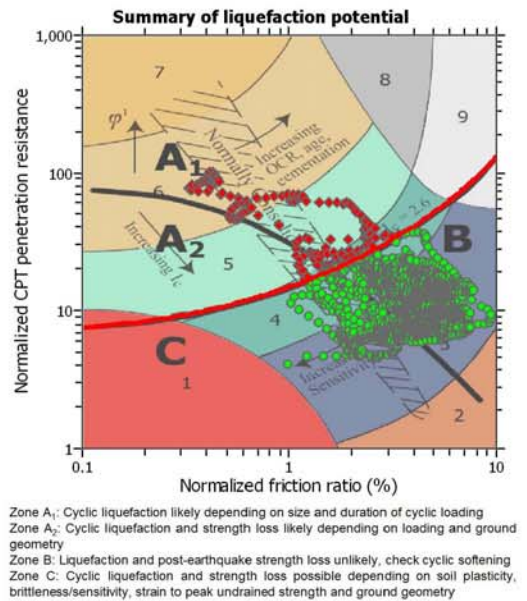 Summary of liquefaction potential
Normalized CPT penetration resistance
1,000
100
10
1
7
8
9
φ'
A1
Normally
Increasing
OCR, age,
cementation
6
A2
Increasing Ic
5
= 2.6
B
4
C
1
Increasing
Sensitivity
3
2
0.1
1
10
Normalized friction ratio (%)
Zone A1: Cyclic liquefaction likely depending on size and duration of cyclic loading
Zone A2: Cyclic liquefaction and strength loss likely depending on loading and ground
geometry
Zone B: Liquefaction and post-earthquake strength loss unlikely, check cyclic softening
Zone C: Cyclic liquefaction and strength loss possible depending on soil plasticity,
brittleness/sensitivity, strain to peak undrained strength and ground geometry